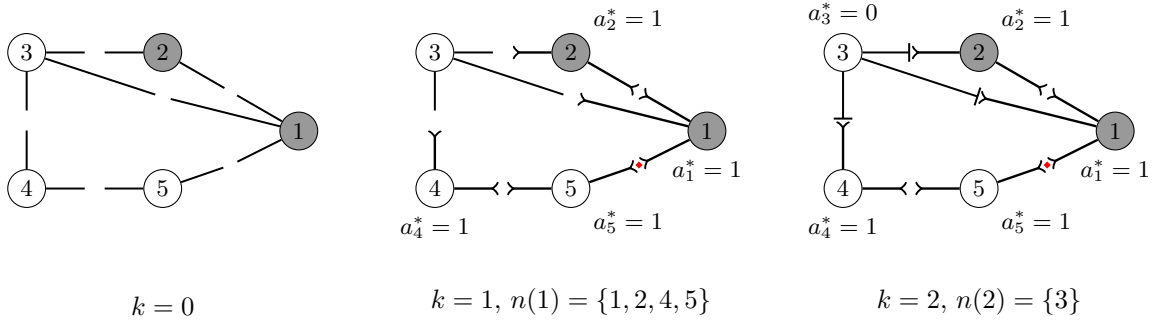 3
2
1
4
5
k = 0
a₂* = 1
3
2
1
a₁* = 1
4
5
a₄* = 1
a₅* = 1
k = 1, n(1) = {1, 2, 4, 5}
a₃* = 0
a₂* = 1
3
2
1
a₁* = 1
4
5
a₄* = 1
a₅* = 1
k = 2, n(2) = {3}